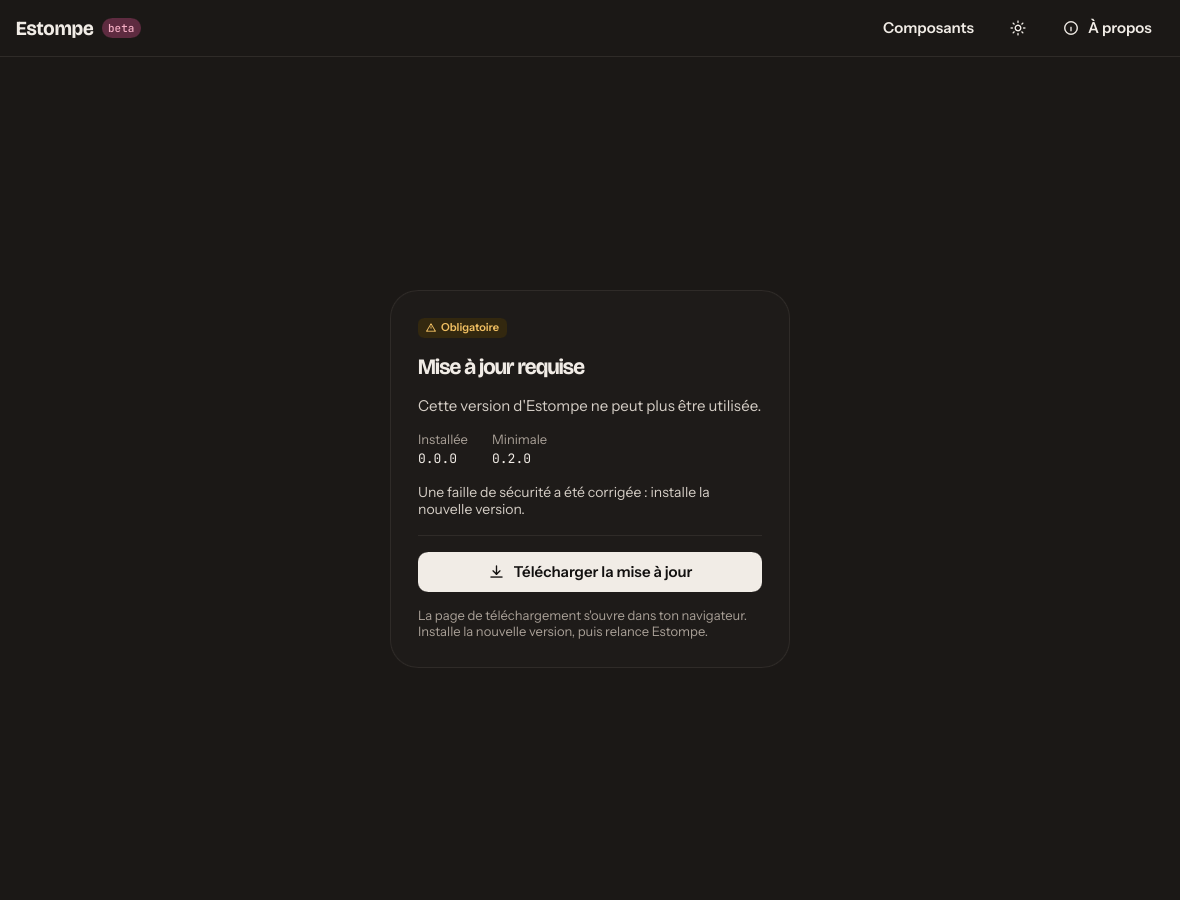 Estompe beta
Composants
À propos
Obligatoire
Mise à jour requise
Cette version d'Estompe ne peut plus être utilisée.
Installée Minimale
0.0.0 0.2.0
Une faille de sécurité a été corrigée : installe la
nouvelle version.
Télécharger la mise à jour
La page de téléchargement s'ouvre dans ton navigateur.
Installe la nouvelle version, puis relance Estompe.